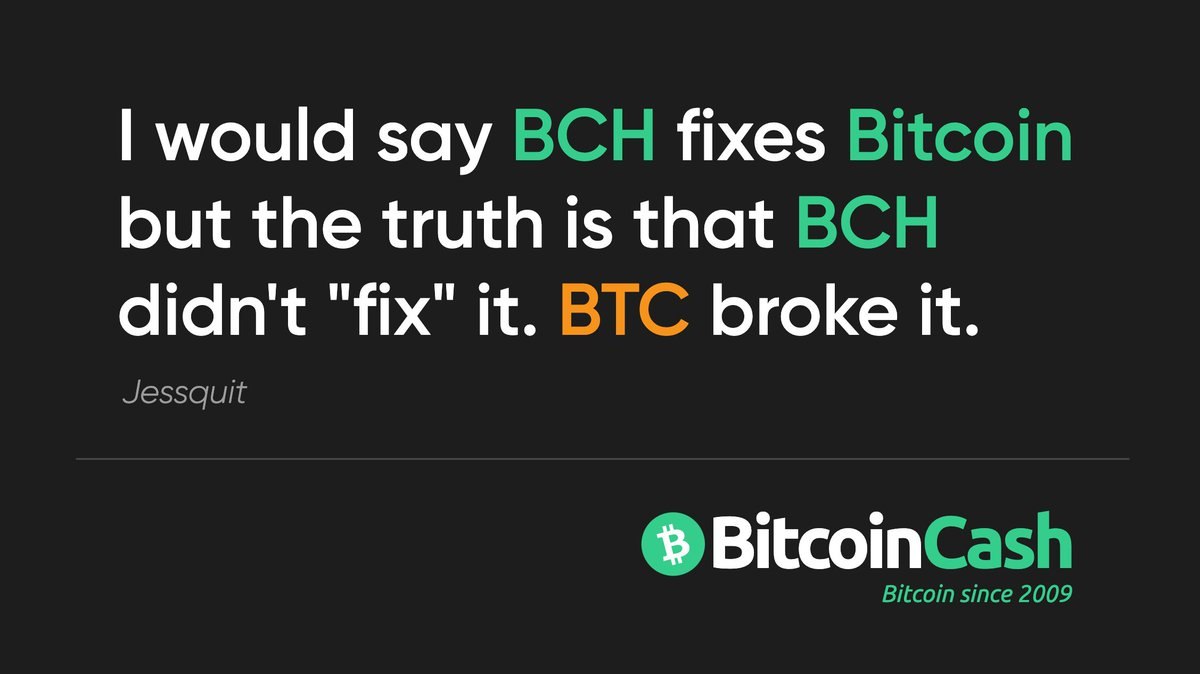 I would say BCH fixes Bitcoin
but the truth is that BCH
didn't "fix" it. BTC broke it.
Jessquit
BitcoinCash
Bitcoin since 2009